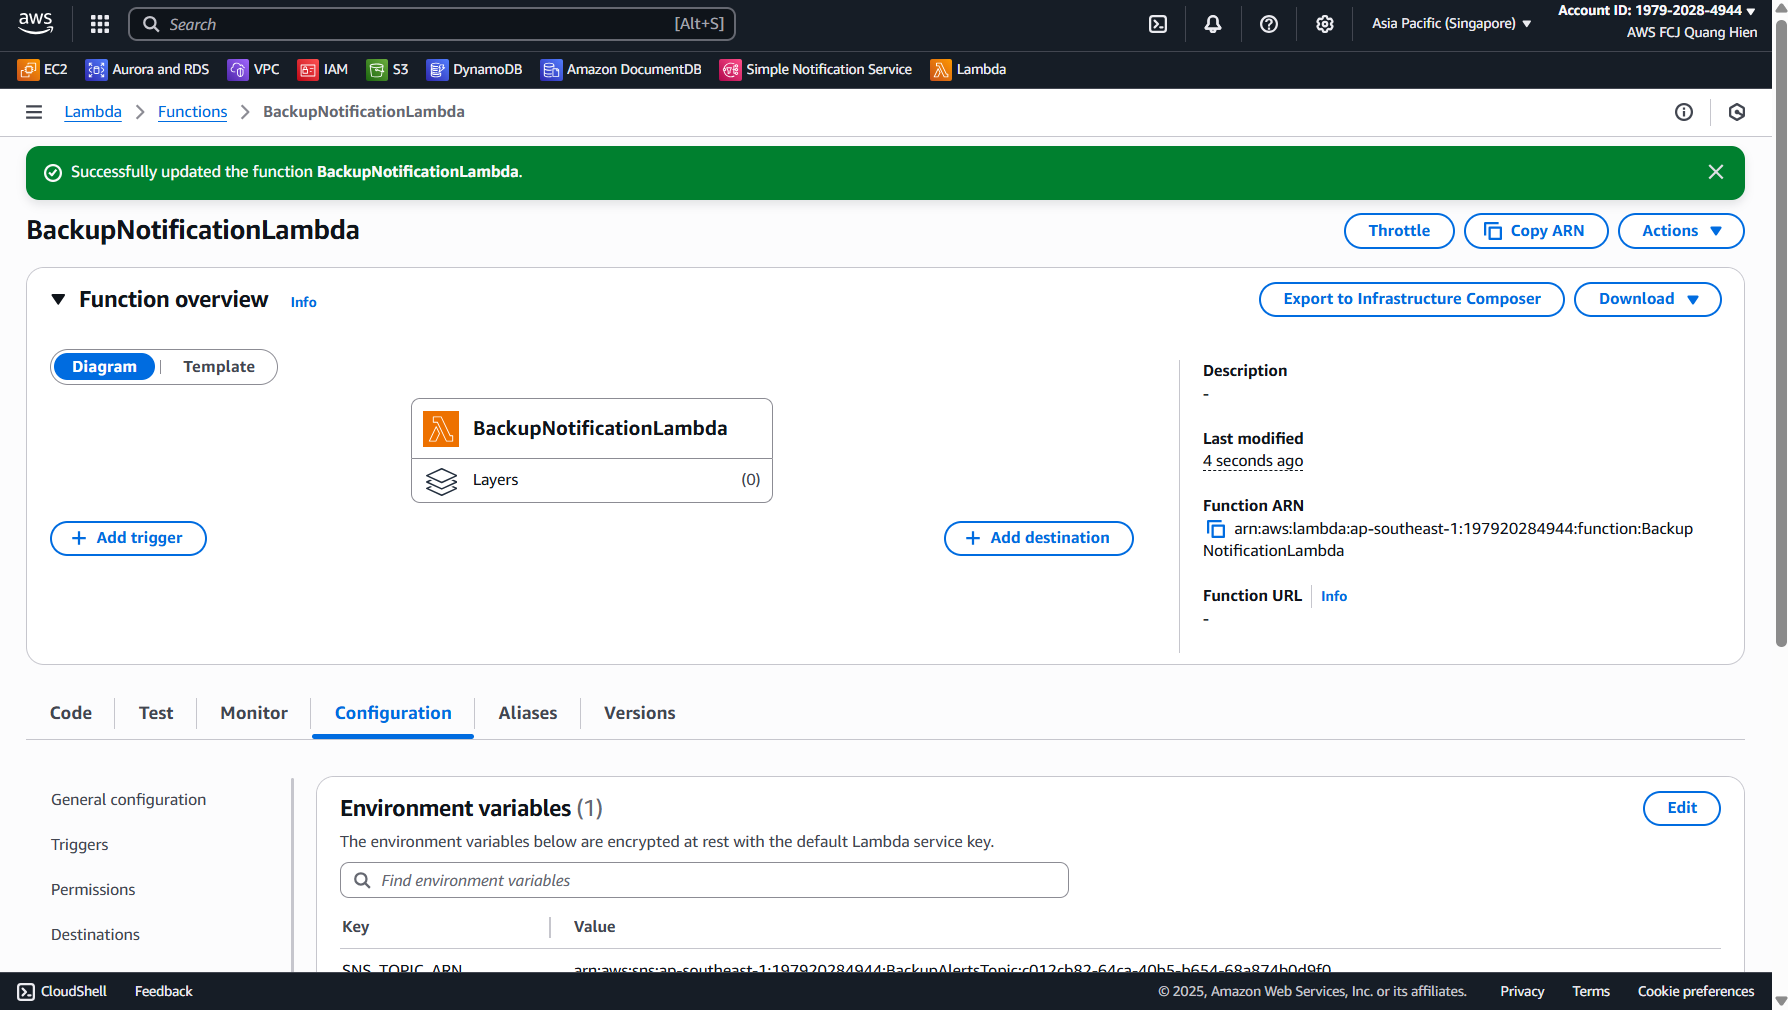 aws
Search [Alt+S]
Asia Pacific (Singapore)
Account ID: 1979-2028-4944
AWS FCJ Quang Hien
EC2 Aurora and RDS VPC IAM S3 DynamoDB Amazon DocumentDB Simple Notification Service Lambda
Lambda Functions BackupNotificationLambda
Successfully updated the function BackupNotificationLambda.
BackupNotificationLambda
Throttle Copy ARN Actions
Function overview Info
Export to Infrastructure Composer Download
Diagram Template
BackupNotificationLambda
Layers (0)
+ Add trigger
+ Add destination
Description
-
Last modified
4 seconds ago
Function ARN
arn:aws:lambda:ap-southeast-1:197920284944:function:Backup
NotificationLambda
Function URL Info
-
Code Test Monitor Configuration Aliases Versions
General configuration
Triggers
Permissions
Destinations
Environment variables (1)
Edit
The environment variables below are encrypted at rest with the default Lambda service key.
Find environment variables
Key Value
SNS_TOPIC_ARN arn:aws:sns:ap-southeast-1:197920284944:BackupAlertsTopic:c012cb82-64ca-40b5-b654-68a874b0d9f0
CloudShell Feedback
© 2025, Amazon Web Services, Inc. or its affiliates. Privacy Terms Cookie preferences